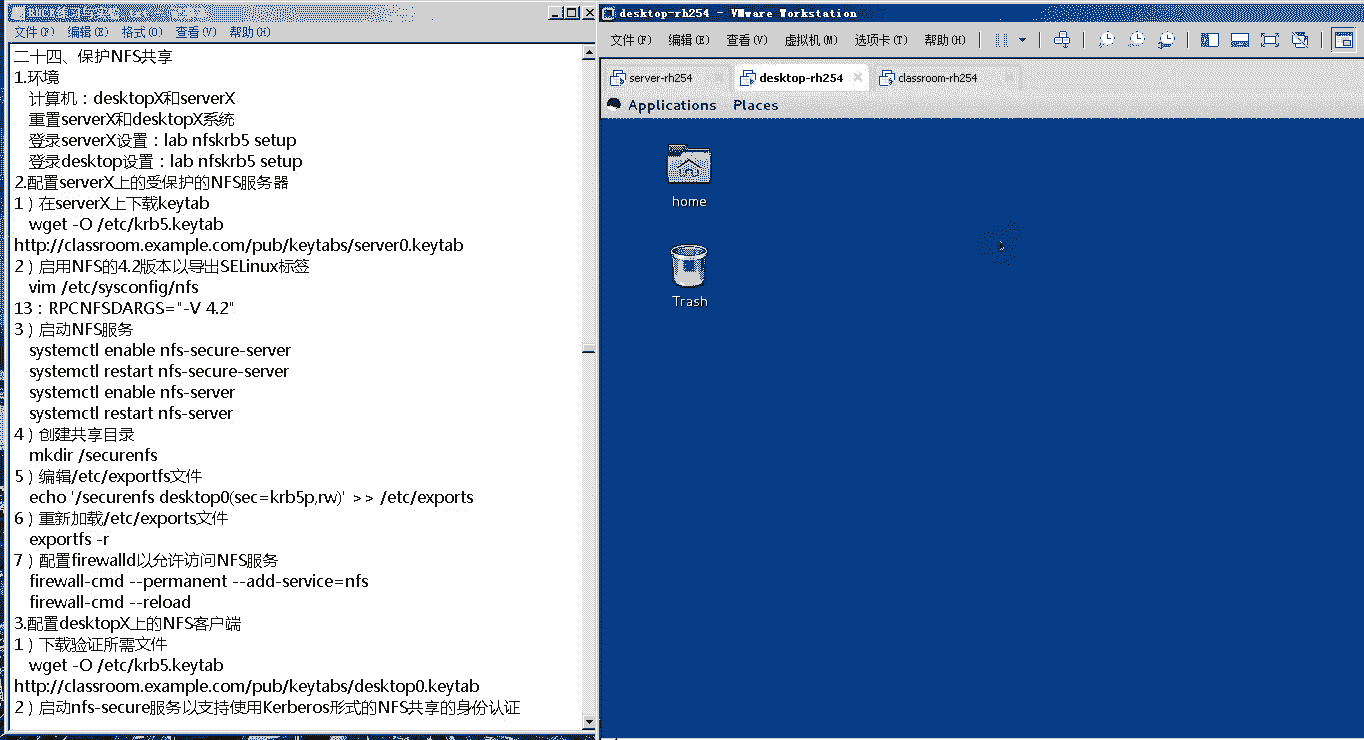 RHCE练习
文件(F) 编辑(E) 格式(O) 查看(V) 帮助(H)
二十四、保护NFS共享
1.环境
计算机：desktopX和serverX
重置serverX和desktopX系统
登录serverX设置：lab nfskrb5 setup
登录desktop设置：lab nfskrb5 setup
2.配置serverX上的受保护的NFS服务器
1）在serverX上下载keytab
wget -O /etc/krb5.keytab
http://classroom.example.com/pub/keytabs/server0.keytab
2）启用NFS的4.2版本以导出SELinux标签
vim /etc/sysconfig/nfs
13：RPCNFSDARGS="-V 4.2"
3）启动NFS服务
systemctl enable nfs-secure-server
systemctl restart nfs-secure-server
systemctl enable nfs-server
systemctl restart nfs-server
4）创建共享目录
mkdir /securenfs
5）编辑/etc/exportfs文件
echo '/securenfs desktop0(sec=krb5p,rw)' >> /etc/exports
6）重新加载/etc/exports文件
exportfs -r
7）配置firewalld以允许访问NFS服务
firewall-cmd --permanent --add-service=nfs
firewall-cmd --reload
3.配置desktopX上的NFS客户端
1）下载验证所需文件
wget -O /etc/krb5.keytab
http://classroom.example.com/pub/keytabs/desktop0.keytab
2）启动nfs-secure服务以支持使用Kerberos形式的NFS共享的身份认证
desktop-rh254 - VMware Workstation
文件(F) 编辑(E) 查看(V) 虚拟机(M) 选项卡(T) 帮助(H)
server-rh254 desktop-rh254 classroom-rh254
Applications Places
home
Trash